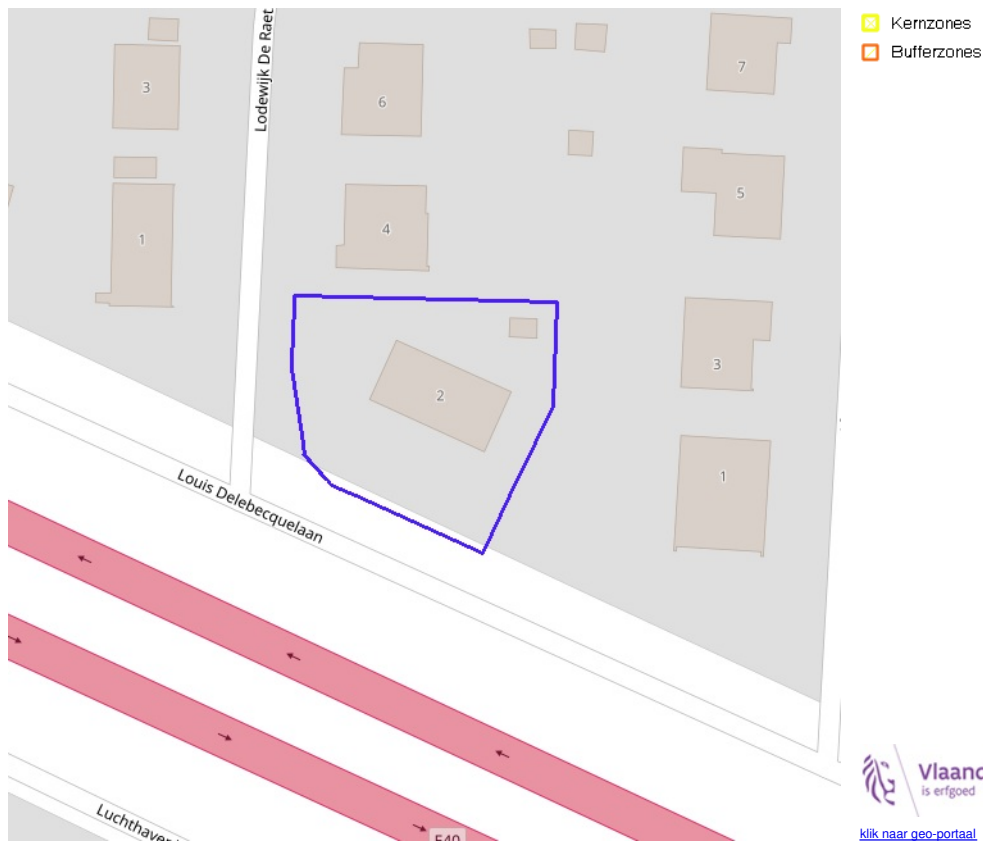 Kernzones
Bufferzones
Lodewijk De Raet
7
3
6
5
4
1
3
2
1
Louis Delebecquelaan
E40
Vlaand
is erfgoed
klik naar geo-portaal